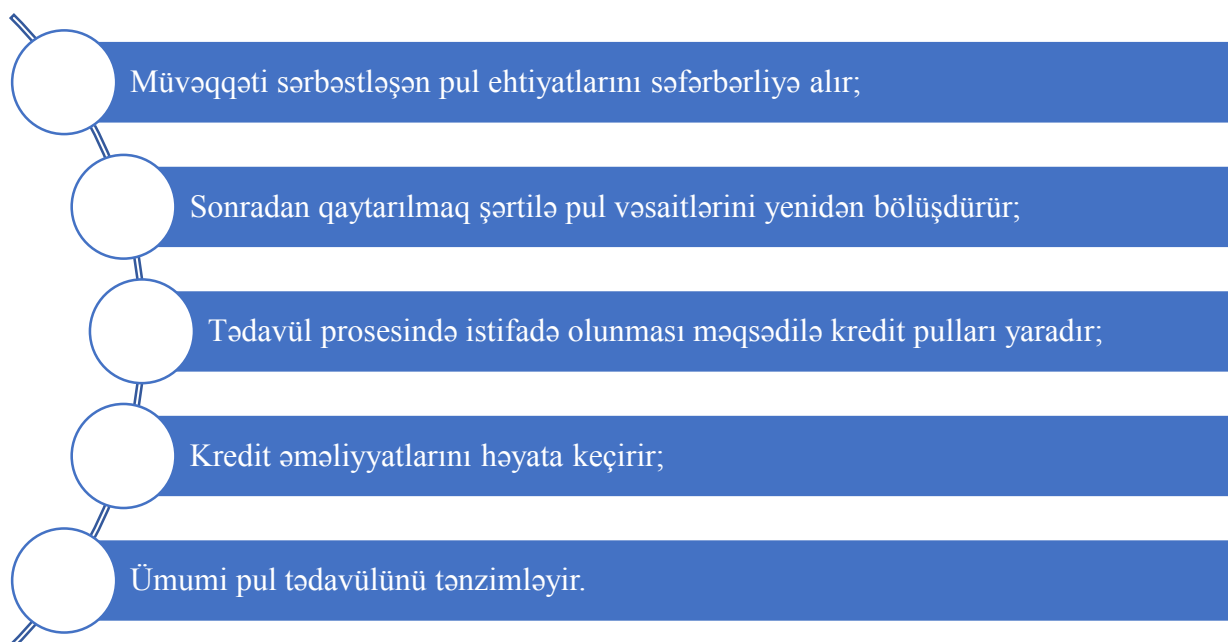 Müvəqqəti sərbəstləşən pul ehtiyatlarını səfərbərliyə alır;
Sonradan qaytarılmaq şərtilə pul vəsaitlərini yenidən bölüşdürür;
Tədavül prosesində istifadə olunması məqsədilə kredit pulları yaradır;
Kredit əməliyyatlarını həyata keçirir;
Ümumi pul tədavülünü tənzimləyir.